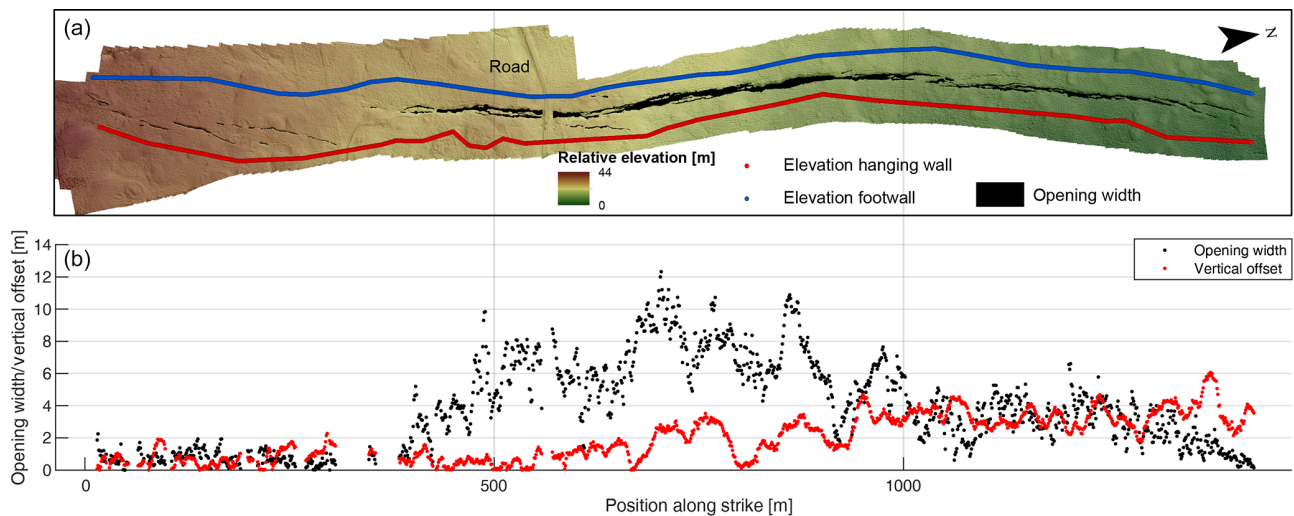 (a)
Road
N
Relative elevation [m]
44
0
Elevation hanging wall
Elevation footwall
Opening width
(b)
Opening width/vertical offset [m]
14
12
10
8
6
4
2
0
Opening width
Vertical offset
0
500
1000
Position along strike [m]